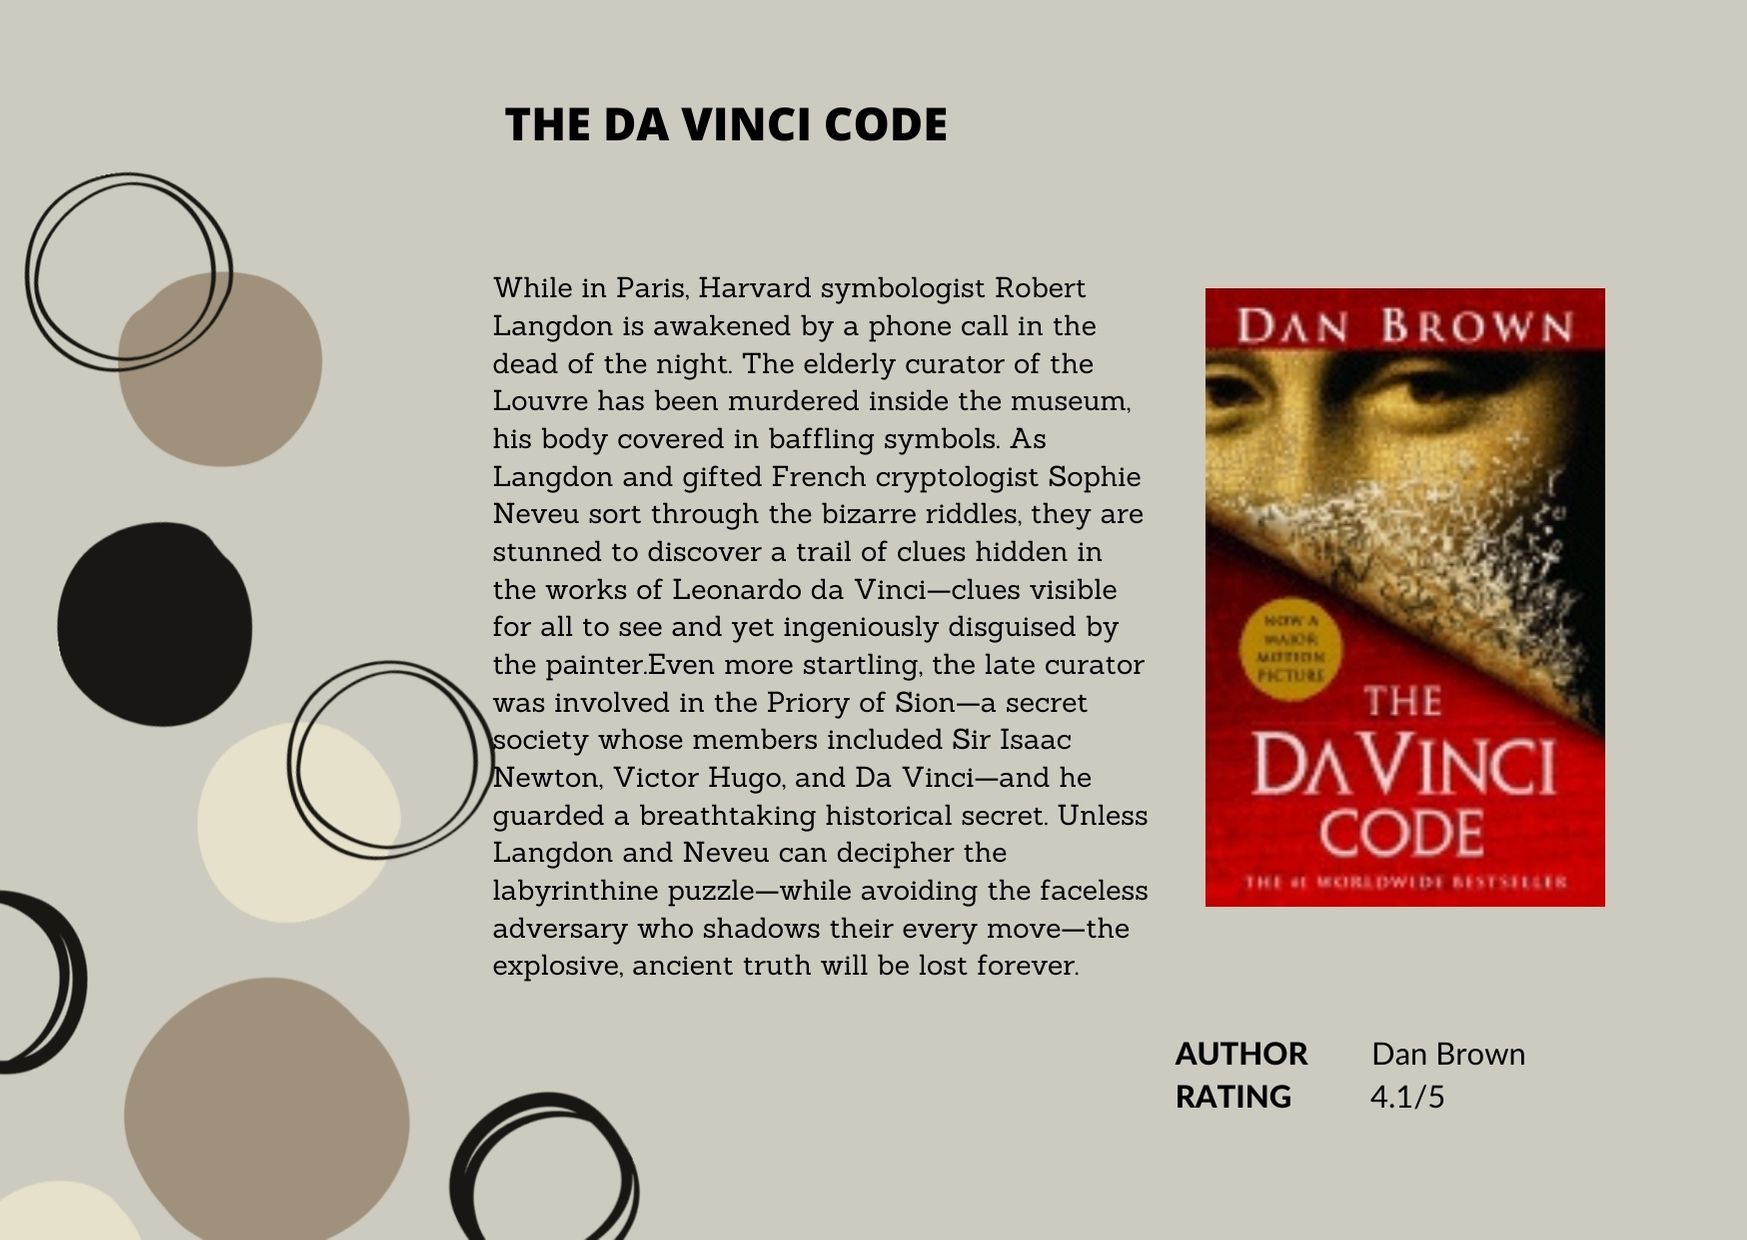 THE DA VINCI CODE
While in Paris, Harvard symbologist Robert
Langdon is awakened by a phone call in the
dead of the night. The elderly curator of the
Louvre has been murdered inside the museum,
his body covered in baffling symbols. As
Langdon and gifted French cryptologist Sophie
Neveu sort through the bizarre riddles, they are
stunned to discover a trail of clues hidden in
the works of Leonardo da Vinci—clues visible
for all to see and yet ingeniously disguised by
the painter.Even more startling, the late curator
was involved in the Priory of Sion—a secret
society whose members included Sir Isaac
Newton, Victor Hugo, and Da Vinci—and he
guarded a breathtaking historical secret. Unless
Langdon and Neveu can decipher the
labyrinthine puzzle—while avoiding the faceless
adversary who shadows their every move—the
explosive, ancient truth will be lost forever.
DAN BROWN
NOW A
MAJOR
MOTION
PICTURE
THE
DA VINCI
CODE
THE #1 WORLDWIDE BESTSELLER
AUTHOR Dan Brown
RATING 4.1/5